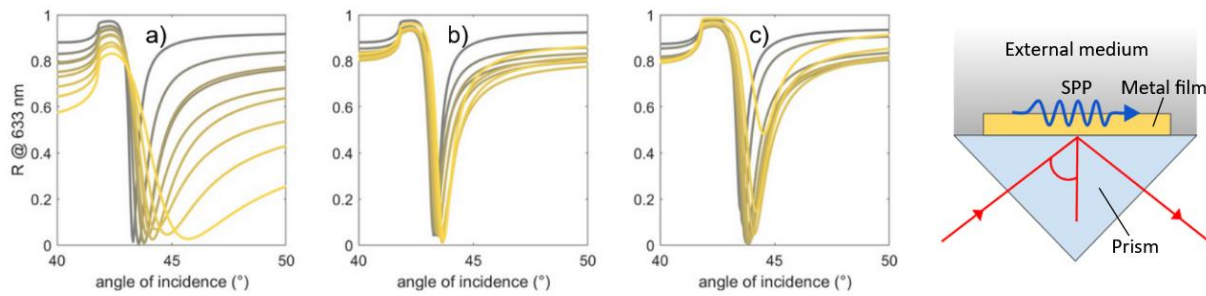 R @ 633 nm
1
0.8
0.6
0.4
0.2
0
a)
40
45
50
angle of incidence (°)
1
0.8
0.6
0.4
0.2
0
b)
40
45
50
angle of incidence (°)
1
0.8
0.6
0.4
0.2
0
c)
40
45
50
angle of incidence (°)
External medium
SPP
Metal film
Prism